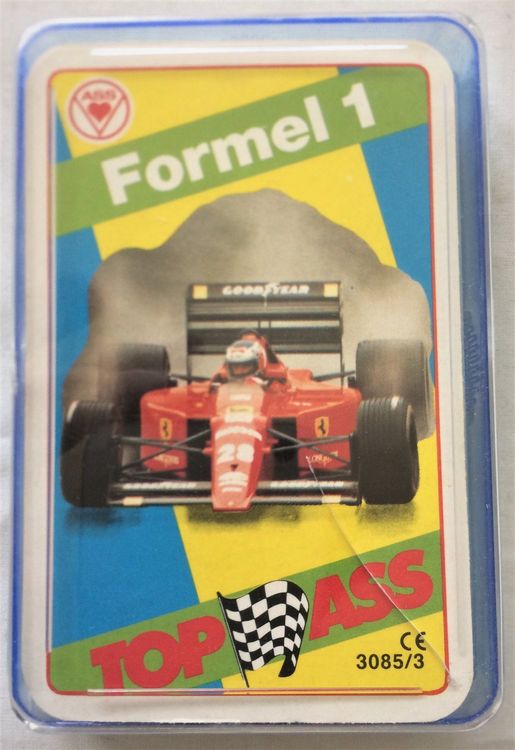 ASS
Formel 1
GOODYEAR
28
TOP ASS
CE
3085/3